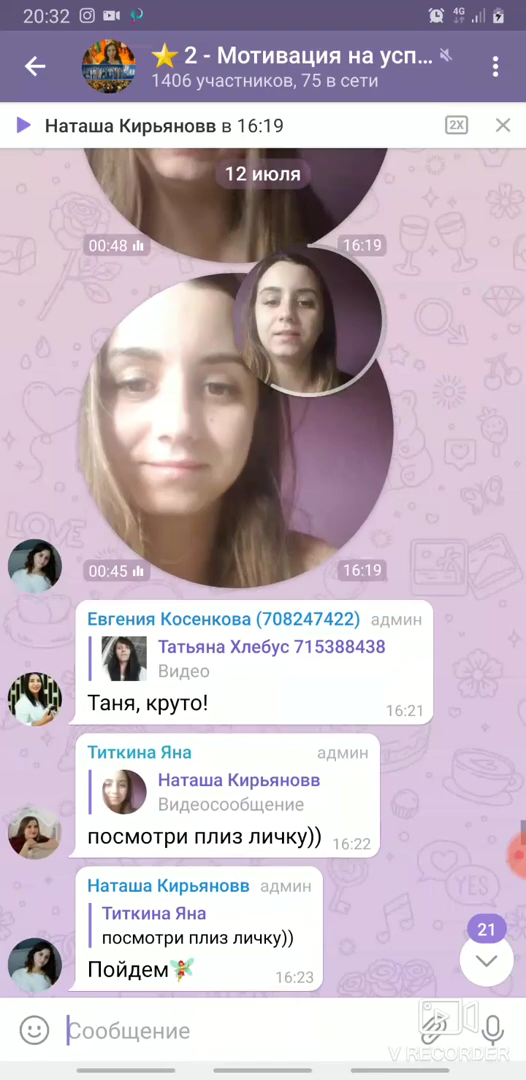 20:32
4G
2 - Мотивация на усп...
1406 участников, 75 в сети
Наташа Кирьяновв в 16:19
2X
12 июля
00:48
16:19
00:45
16:19
LOVE
Евгения Косенкова (708247422) админ
Татьяна Хлебус 715388438
Видео
Таня, круто!
16:21
Титкина Яна админ
Наташа Кирьяновв
Видеосообщение
посмотри плиз личку))
16:22
YES
Наташа Кирьяновв админ
Титкина Яна
посмотри плиз личку))
Пойдем
16:23
21
Сообщение
V RECORDER